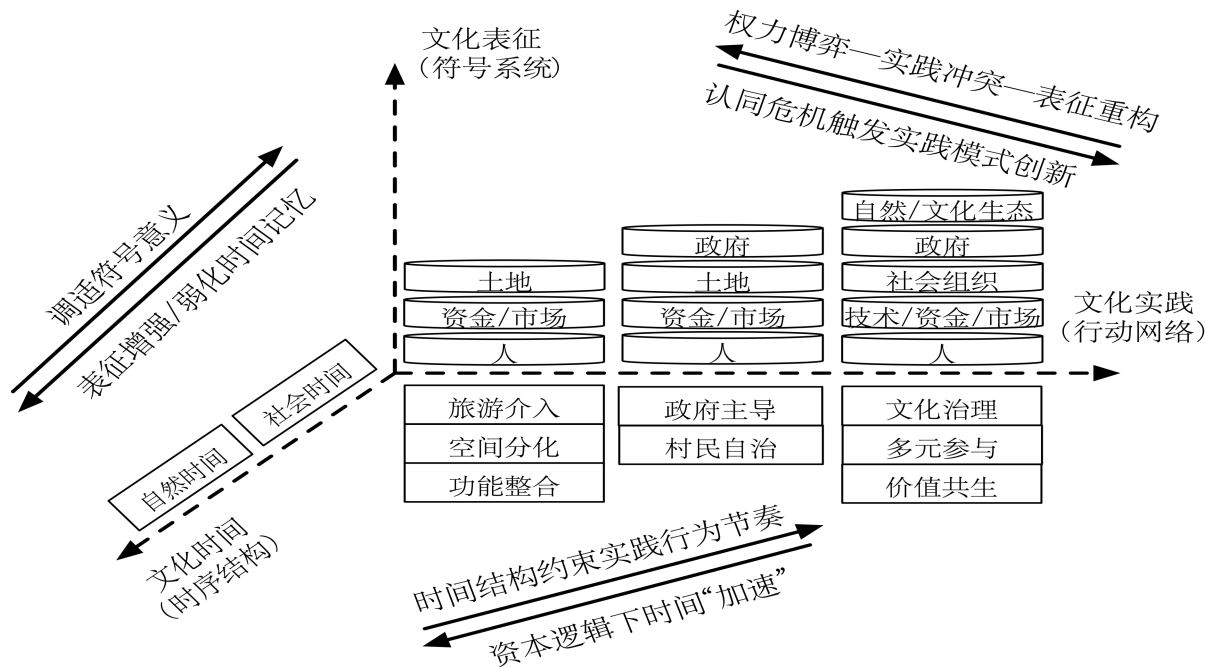 文化表征
（符号系统）
权力博弈—实践冲突—表征重构
认同危机触发实践模式创新
调适符号意义
表征增强/弱化时间记忆
土地
资金/市场
人
政府
土地
资金/市场
人
自然/文化生态
政府
社会组织
技术/资金/市场
人
文化实践
（行动网络）
社会时间
自然时间
文化时间
（时序结构）
旅游介入
空间分化
功能整合
政府主导
村民自治
文化治理
多元参与
价值共生
时间结构约束实践行为节奏
资本逻辑下时间“加速”